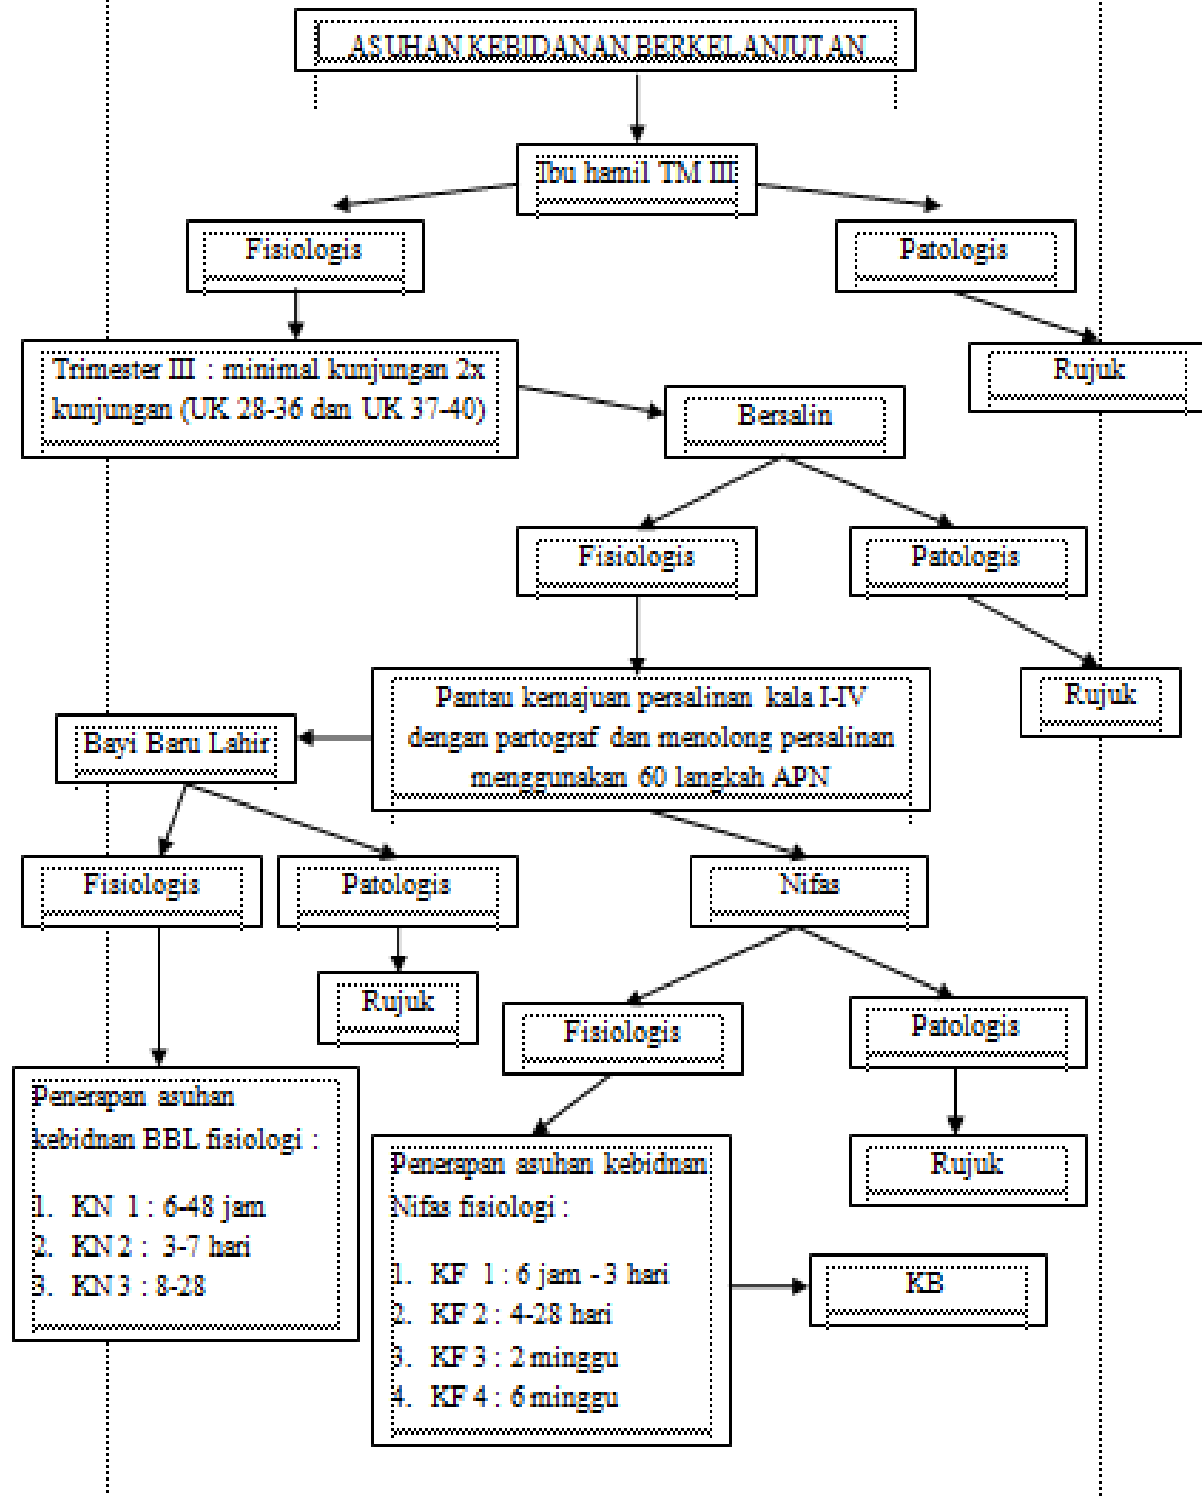 ASUHAN KEBIDANAN BERKELANJUTAN
Ibu hamil TM III
Fisiologis
Patologis
Trimester III : minimal kunjungan 2x
kunjungan (UK 28-36 dan UK 37-40)
Rujuk
Bersalin
Fisiologis
Patologis
Pantau kemajuan persalinan kala I-IV
dengan partograf dan menolong persalinan
menggunakan 60 langkah APN
Rujuk
Bayi Baru Lahir
Fisiologis
Patologis
Nifas
Rujuk
Fisiologis
Patologis
Penerapan asuhan
kebidnan BBL fisiologi :
1. KN 1 : 6-48 jam
2. KN 2 : 3-7 hari
3. KN 3 : 8-28
Penerapan asuhan kebidnan
Nifas fisiologi :
1. KF 1 : 6 jam - 3 hari
2. KF 2 : 4-28 hari
3. KF 3 : 2 minggu
4. KF 4 : 6 minggu
Rujuk
KB